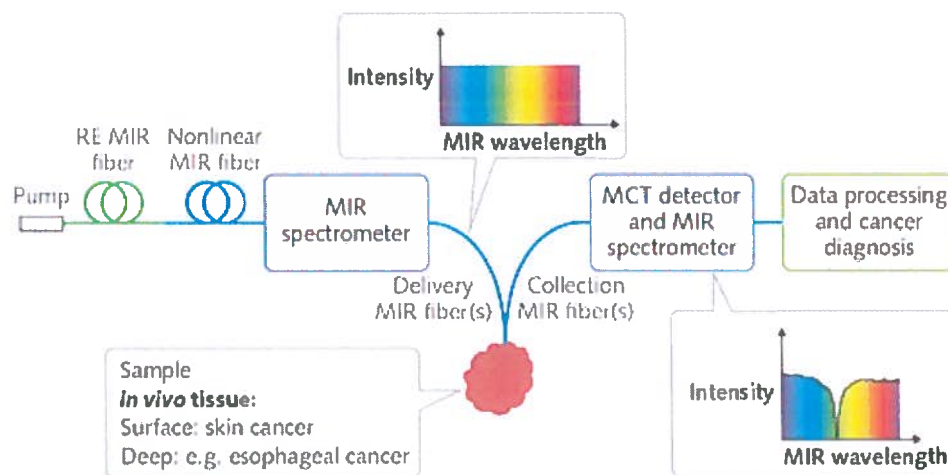 Intensity
MIR wavelength
RE MIR
fiber
Nonlinear
MIR fiber
Pump
MIR
spectrometer
MCT detector
and MIR
spectrometer
Data processing
and cancer
diagnosis
Delivery
MIR fiber(s)
Collection
MIR fiber(s)
Sample
In vivo tissue:
Surface: skin cancer
Deep: e.g. esophageal cancer
Intensity
MIR wavelength